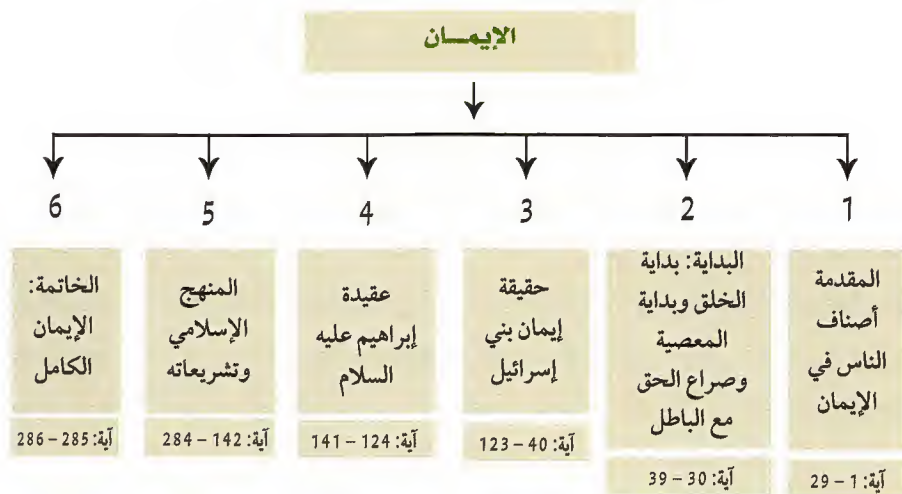 الإيمــان
1
المقدمة
أصناف
الناس في
الإيمان
آية: 1 – 29
2
البداية: بداية
الخلق وبداية
المعصية
وصراع الحق
مع الباطل
آية: 30 – 39
3
حقيقة
إيمان بني
إسرائيل
آية: 40 – 123
4
عقيدة
إبراهيم عليه
السلام
آية: 124 – 141
5
المنهج
الإسلامي
وتشريعاته
آية: 142 – 284
6
الخاتمة:
الإيمان
الكامل
آية: 285 – 286